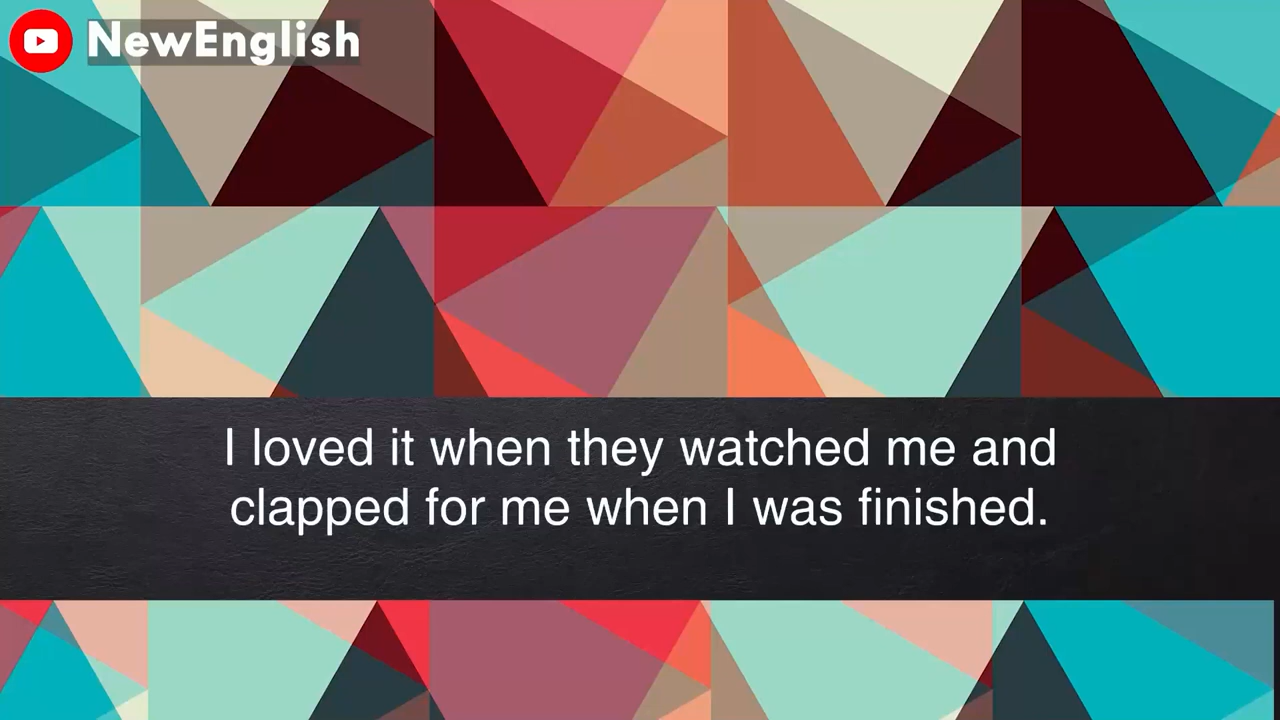 NewEnglish
I loved it when they watched me and
clapped for me when I was finished.